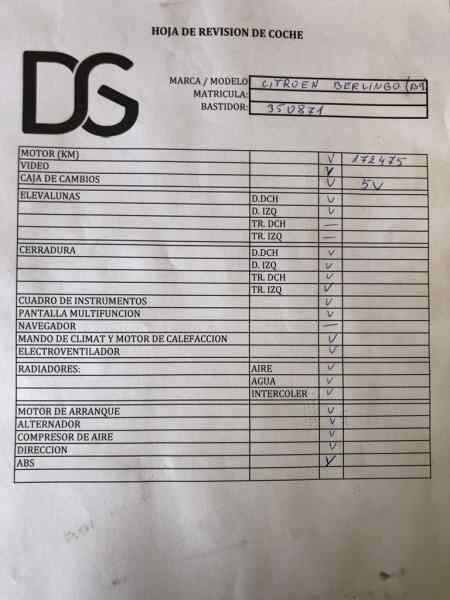 HOJA DE REVISION DE COCHE
DG
MARCA / MODELO CITROEN BERLINGO
MATRICULA:
BASTIDOR: 350871
MOTOR (KM) V 172475
VIDEO V
CAJA DE CAMBIOS V 5V
ELEVALUNAS D.DCH V
D. IZQ V
TR. DCH —
TR. IZQ —
CERRADURA D.DCH V
D. IZQ V
TR. DCH V
TR. IZQ V
CUADRO DE INSTRUMENTOS V
PANTALLA MULTIFUNCION V
NAVEGADOR —
MANDO DE CLIMAT Y MOTOR DE CALEFACCION V
ELECTROVENTILADOR V
RADIADORES: AIRE V
AGUA V
INTERCOLER V
MOTOR DE ARRANQUE V
ALTERNADOR V
COMPRESOR DE AIRE V
DIRECCION V
ABS V